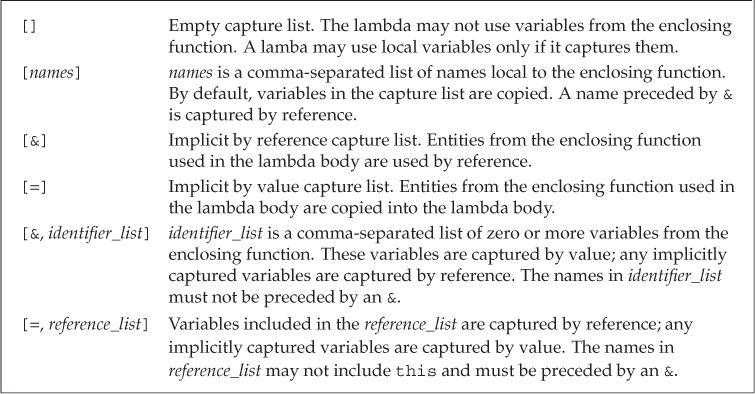 [] Empty capture list. The lambda may not use variables from the enclosing
function. A lamba may use local variables only if it captures them.
[names] names is a comma-separated list of names local to the enclosing function.
By default, variables in the capture list are copied. A name preceded by &
is captured by reference.
[&] Implicit by reference capture list. Entities from the enclosing function
used in the lambda body are used by reference.
[=] Implicit by value capture list. Entities from the enclosing function used in
the lambda body are copied into the lambda body.
[&, identifier_list] identifier_list is a comma-separated list of zero or more variables from the
enclosing function. These variables are captured by value; any implicitly
captured variables are captured by reference. The names in identifier_list
must not be preceded by an &.
[=, reference_list] Variables included in the reference_list are captured by reference; any
implicitly captured variables are captured by value. The names in
reference_list may not include this and must be preceded by an &.